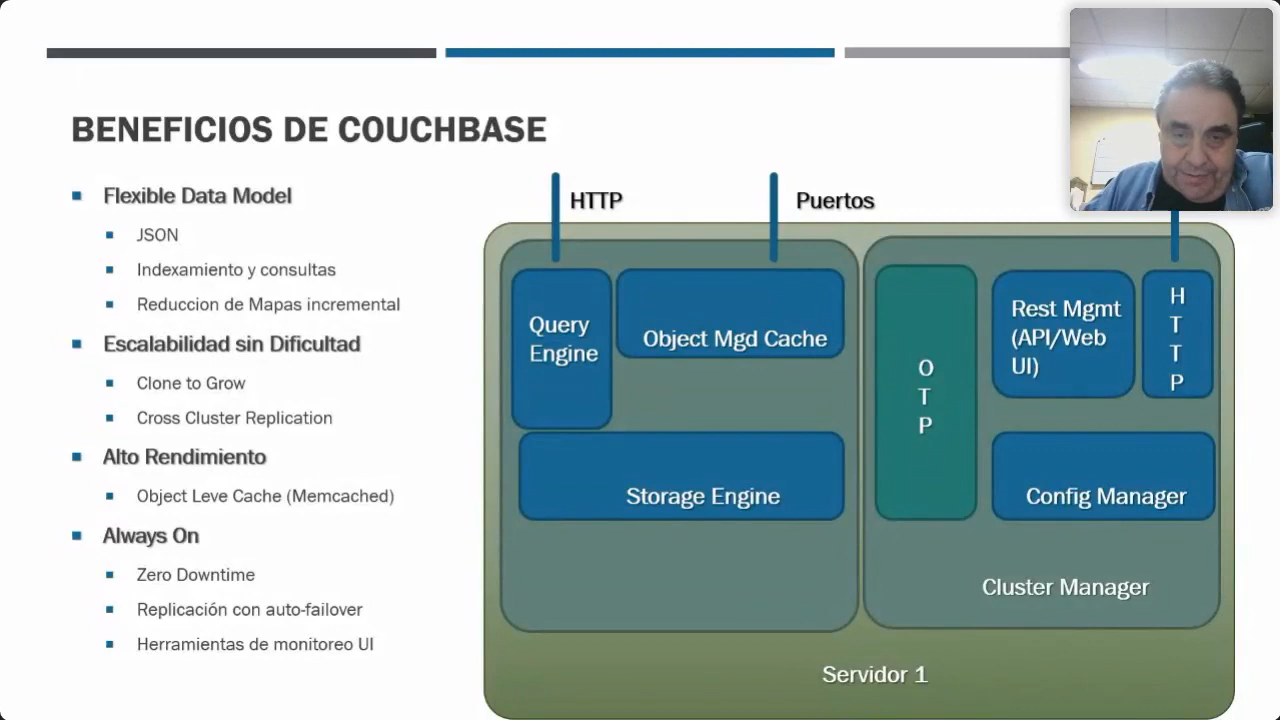 BENEFICIOS DE COUCHBASE
Flexible Data Model
JSON
Indexamiento y consultas
Reduccion de Mapas incremental
Escalabilidad sin Dificultad
Clone to Grow
Cross Cluster Replication
Alto Rendimiento
Object Leve Cache (Memcached)
Always On
Zero Downtime
Replicación con auto-failover
Herramientas de monitoreo UI
HTTP
Puertos
Query
Engine
Object Mgd Cache
Storage Engine
O
T
P
Rest Mgmt
(API/Web
UI)
H
T
T
P
Config Manager
Cluster Manager
Servidor 1